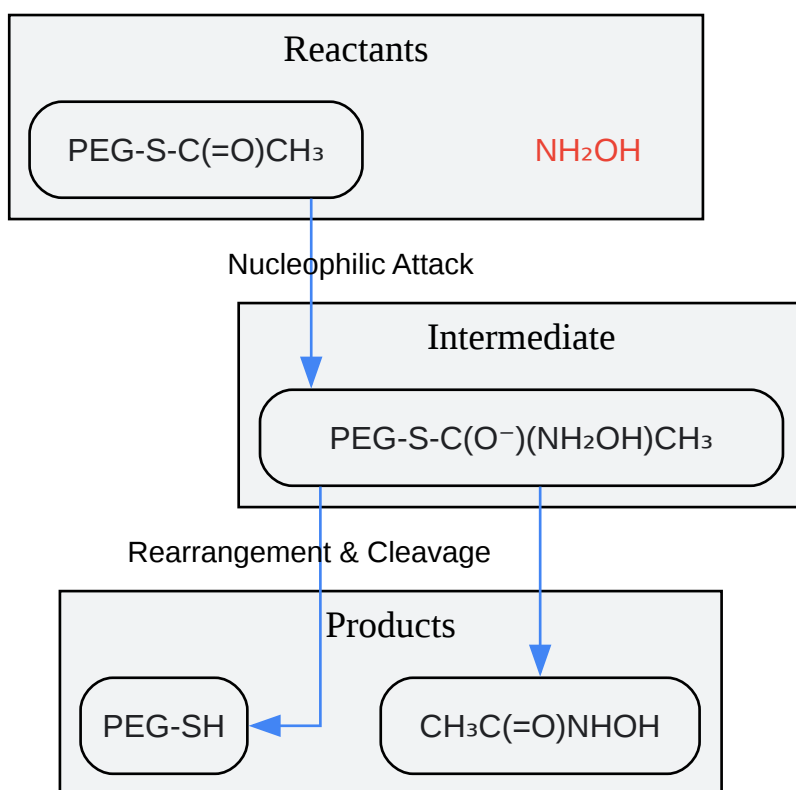 Reactants
PEG-S-C(=O)CH₃
NH₂OH
Nucleophilic Attack
Intermediate
PEG-S-C(O⁻)(NH₂OH)CH₃
Rearrangement & Cleavage
Products
PEG-SH
CH₃C(=O)NHOH